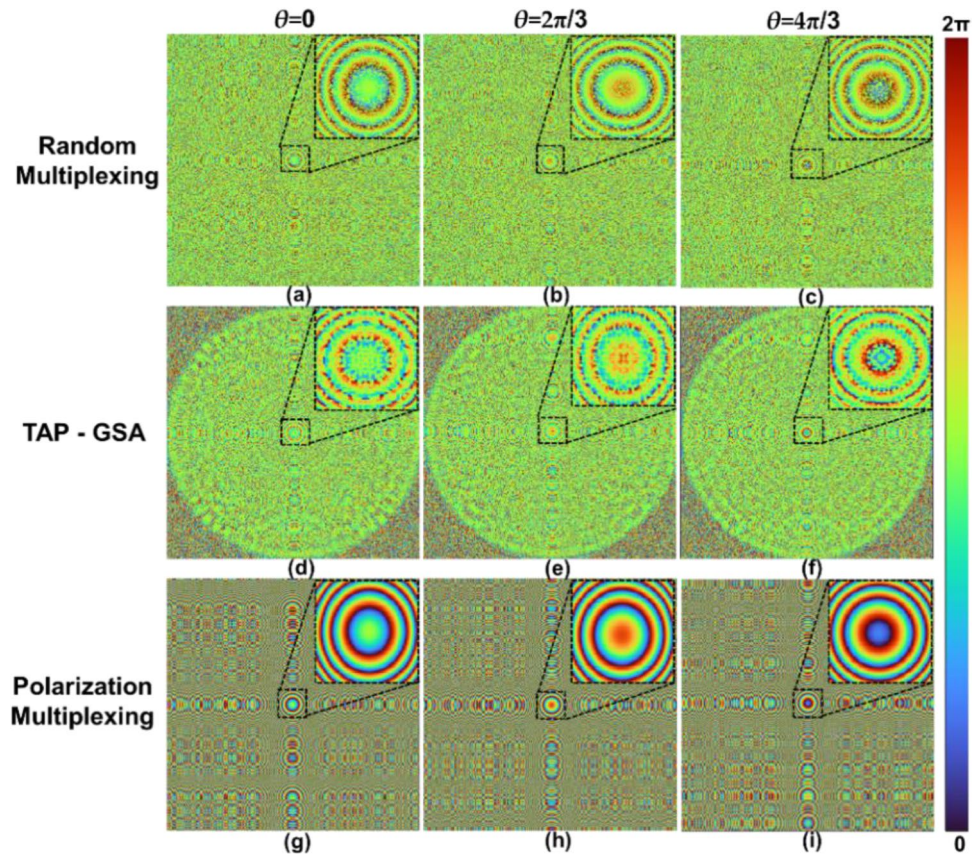 θ=0 θ=2π/3 θ=4π/3 2π
Random
Multiplexing
(a) (b) (c)
TAP - GSA
(d) (e) (f)
Polarization
Multiplexing
(g) (h) (i) 0